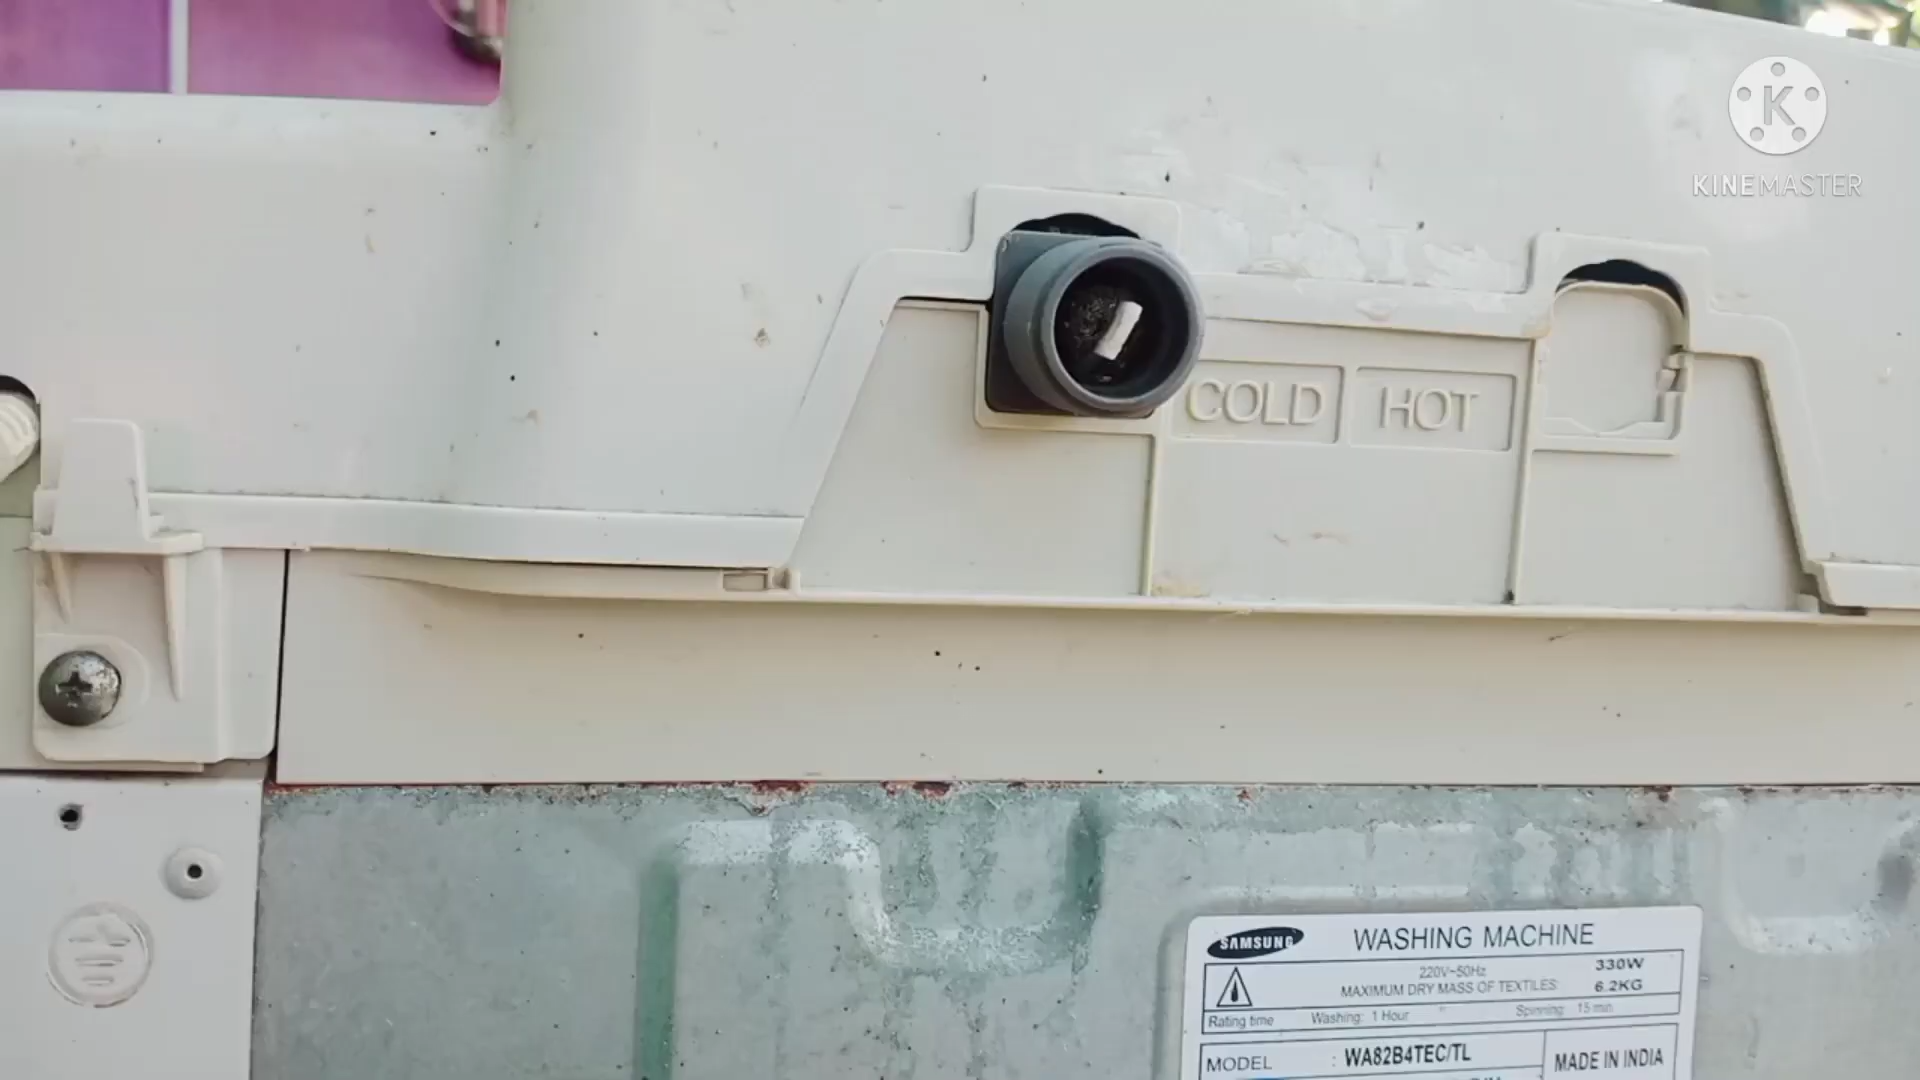 K
KINEMASTER
COLD HOT
SAMSUNG WASHING MACHINE
220V~50Hz 330W
MAXIMUM DRY MASS OF TEXTILES: 6.2KG
Rating time Washing: 1 Hour Spinning: 15 min
MODEL : WA82B4TEC/TL MADE IN INDIA